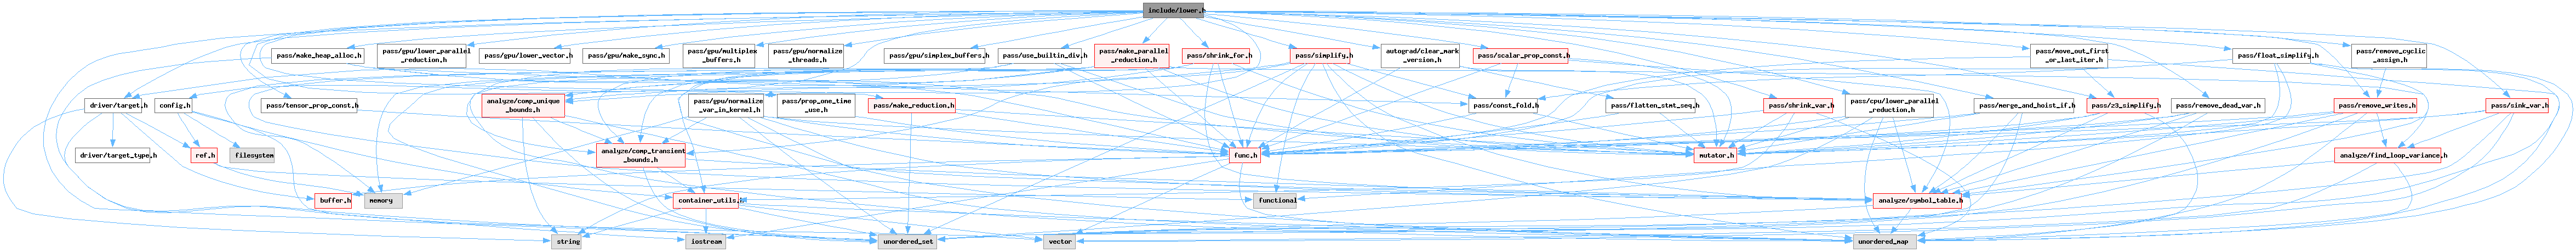 include/lower.h
pass/make_heap_alloc.h
pass/gpu/lower_parallel
_reduction.h
pass/gpu/lower_vector.h
pass/gpu/make_sync.h
pass/gpu/multiplex
_buffers.h
pass/gpu/normalize
_threads.h
pass/gpu/simplex_buffers.h
pass/use_builtin_div.h
pass/make_parallel
_reduction.h
pass/shrink_for.h
pass/simplify.h
autograd/clear_mark
_version.h
pass/scalar_prop_const.h
pass/move_out_first
_or_last_iter.h
pass/float_simplify.h
pass/remove_cyclic
_assign.h
driver/target.h
config.h
pass/tensor_prop_const.h
analyze/comp_unique
_bounds.h
pass/gpu/normalize
_var_in_kernel.h
pass/prop_one_time
_use.h
pass/make_reduction.h
pass/const_fold.h
pass/flatten_stmt_seq.h
pass/shrink_var.h
pass/cpu/lower_parallel
_reduction.h
pass/merge_and_hoist_if.h
pass/z3_simplify.h
pass/remove_dead_var.h
pass/remove_writes.h
pass/sink_var.h
driver/target_type.h
ref.h
filesystem
analyze/comp_transient
_bounds.h
func.h
mutator.h
analyze/find_loop_variance.h
buffer.h
memory
container_utils.h
functional
analyze/symbol_table.h
string
iostream
unordered_set
vector
unordered_map